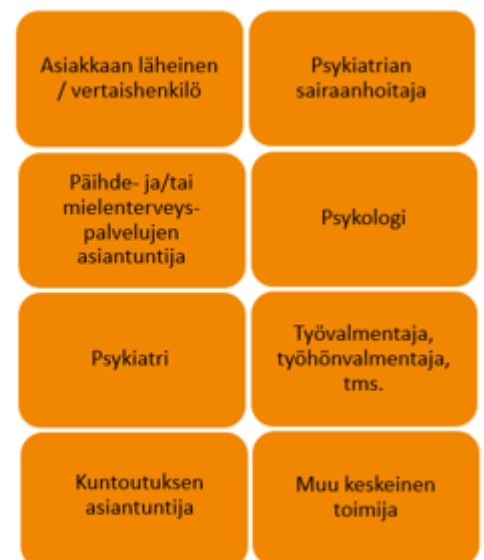 Asiakkaan läheinen
/ vertaishenkilö
Psykiatrian
sairaanhoitaja
Päihde- ja/tai
mielenterveys-
palvelujen
asiantuntija
Psykologi
Psykiatri
Työvalmentaja,
työhönvalmentaja,
tms.
Kuntoutuksen
asiantuntija
Muu keskeinen
toimija